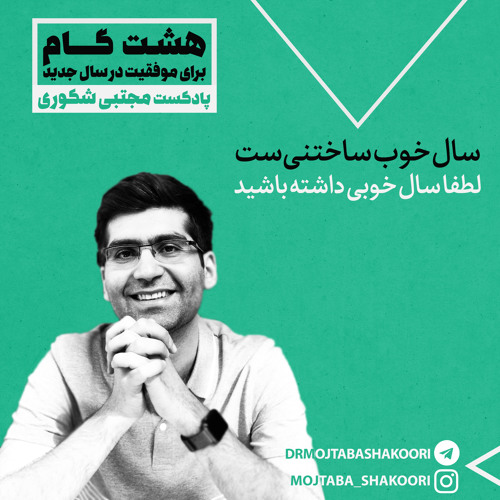 هشت گام
برای موفقیت در سال جدید
پادکست مجتبی شکوری
سال خوب ساختنی ست
لطفا سال خوبی داشته باشید
DRMOJTABASHAKOORI
MOJTABA_SHAKOORI